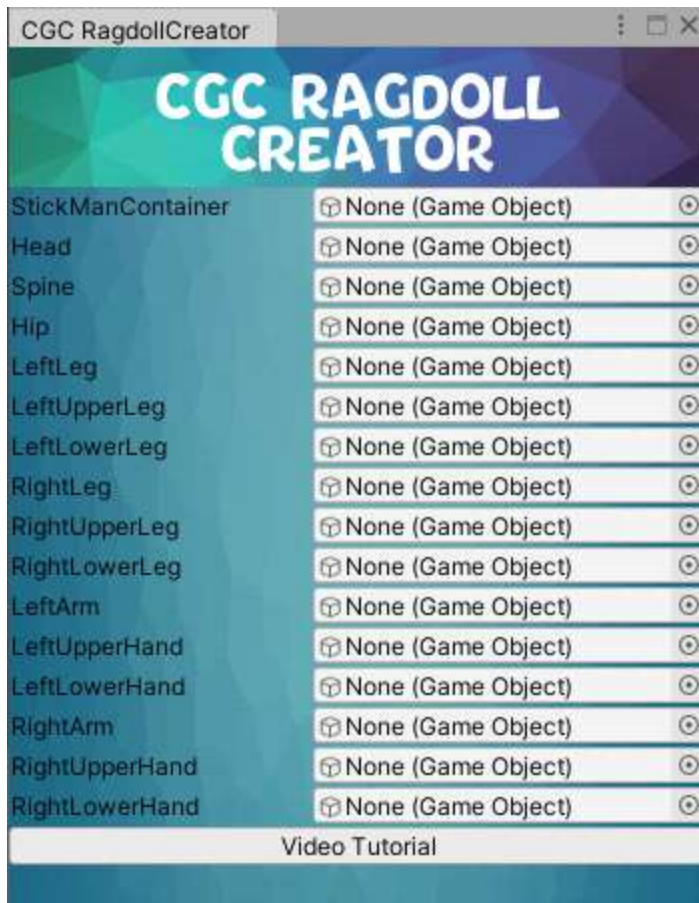 CGC RagdollCreator
CGC RAGDOLL
CREATOR
StickManContainer None (Game Object)
Head None (Game Object)
Spine None (Game Object)
Hip None (Game Object)
LeftLeg None (Game Object)
LeftUpperLeg None (Game Object)
LeftLowerLeg None (Game Object)
RightLeg None (Game Object)
RightUpperLeg None (Game Object)
RightLowerLeg None (Game Object)
LeftArm None (Game Object)
LeftUpperHand None (Game Object)
LeftLowerHand None (Game Object)
RightArm None (Game Object)
RightUpperHand None (Game Object)
RightLowerHand None (Game Object)
Video Tutorial